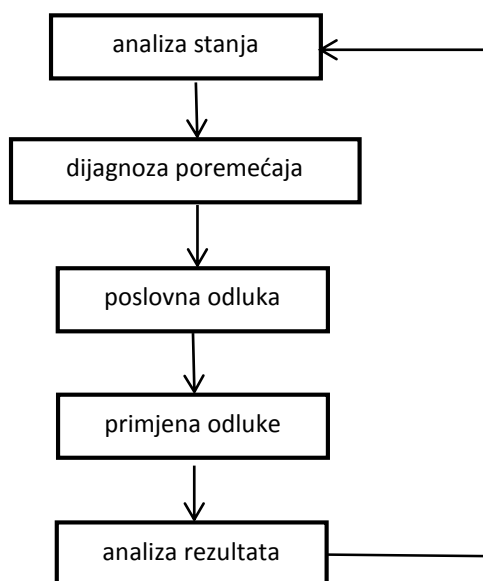 analiza stanja
dijagnoza poremećaja
poslovna odluka
primjena odluke
analiza rezultata